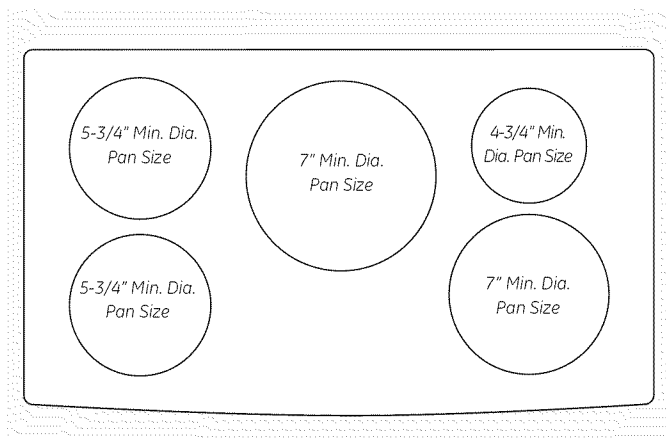 5-3/4" Min. Dia.
Pan Size
7" Min. Dia.
Pan Size
4-3/4" Min.
Dia. Pan Size
5-3/4" Min. Dia.
Pan Size
7" Min. Dia.
Pan Size